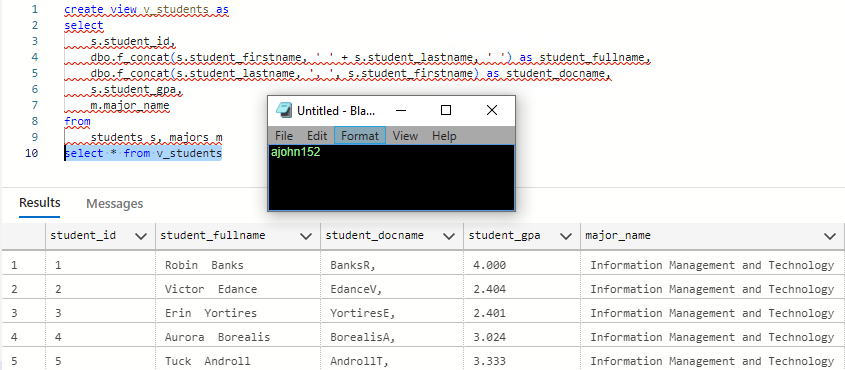 1 create view v_students as
2 select
3 s.student_id,
4 dbo.f_concat(s.student_firstname, ' ' + s.student_lastname, ' ') as student_fullname,
5 dbo.f_concat(s.student_lastname, ', ', s.student_firstname) as student_docname,
6 s.student_gpa,
7 m.major_name
8 from
9 students s, majors m
10 select * from v_students
Untitled - Bla...
File Edit Format View Help
ajohn152
Results Messages
student_id student_fullname student_docname student_gpa major_name
1 1 Robin  Banks BanksR, 4.000 Information Management and Technology
2 2 Victor  Edance EdanceV, 2.404 Information Management and Technology
3 3 Erin  Yortires YortiresE, 2.401 Information Management and Technology
4 4 Aurora  Borealis BorealisA, 3.024 Information Management and Technology
5 5 Tuck  Androll AndrollT, 3.333 Information Management and Technology